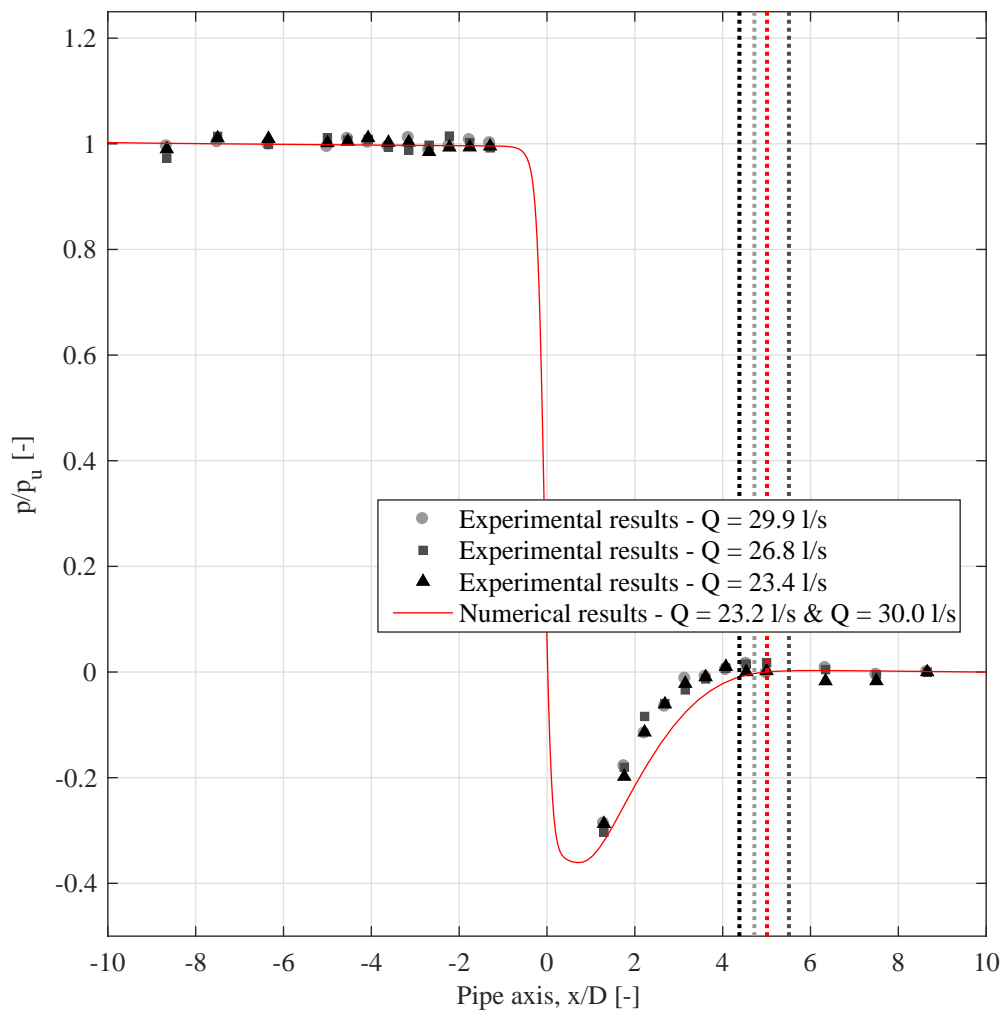 1.2
1
0.8
0.6
0.4
0.2
0
-0.2
-0.4
p/p_u [-]
Experimental results - Q = 29.9 l/s
Experimental results - Q = 26.8 l/s
Experimental results - Q = 23.4 l/s
Numerical results - Q = 23.2 l/s & Q = 30.0 l/s
-10 -8 -6 -4 -2 0 2 4 6 8 10
Pipe axis, x/D [-]